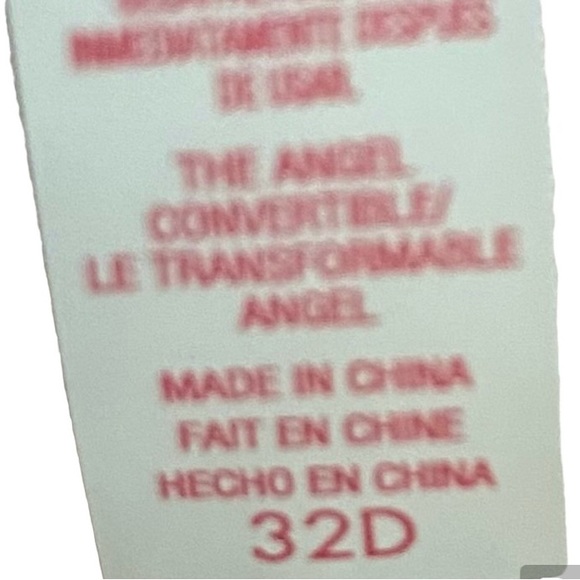 INMEDIATAMENTE DESPUÉS
DE USAR.
THE ANGEL
CONVERTIBLE/
LE TRANSFORMABLE
ANGEL
MADE IN CHINA
FAIT EN CHINE
HECHO EN CHINA
32D